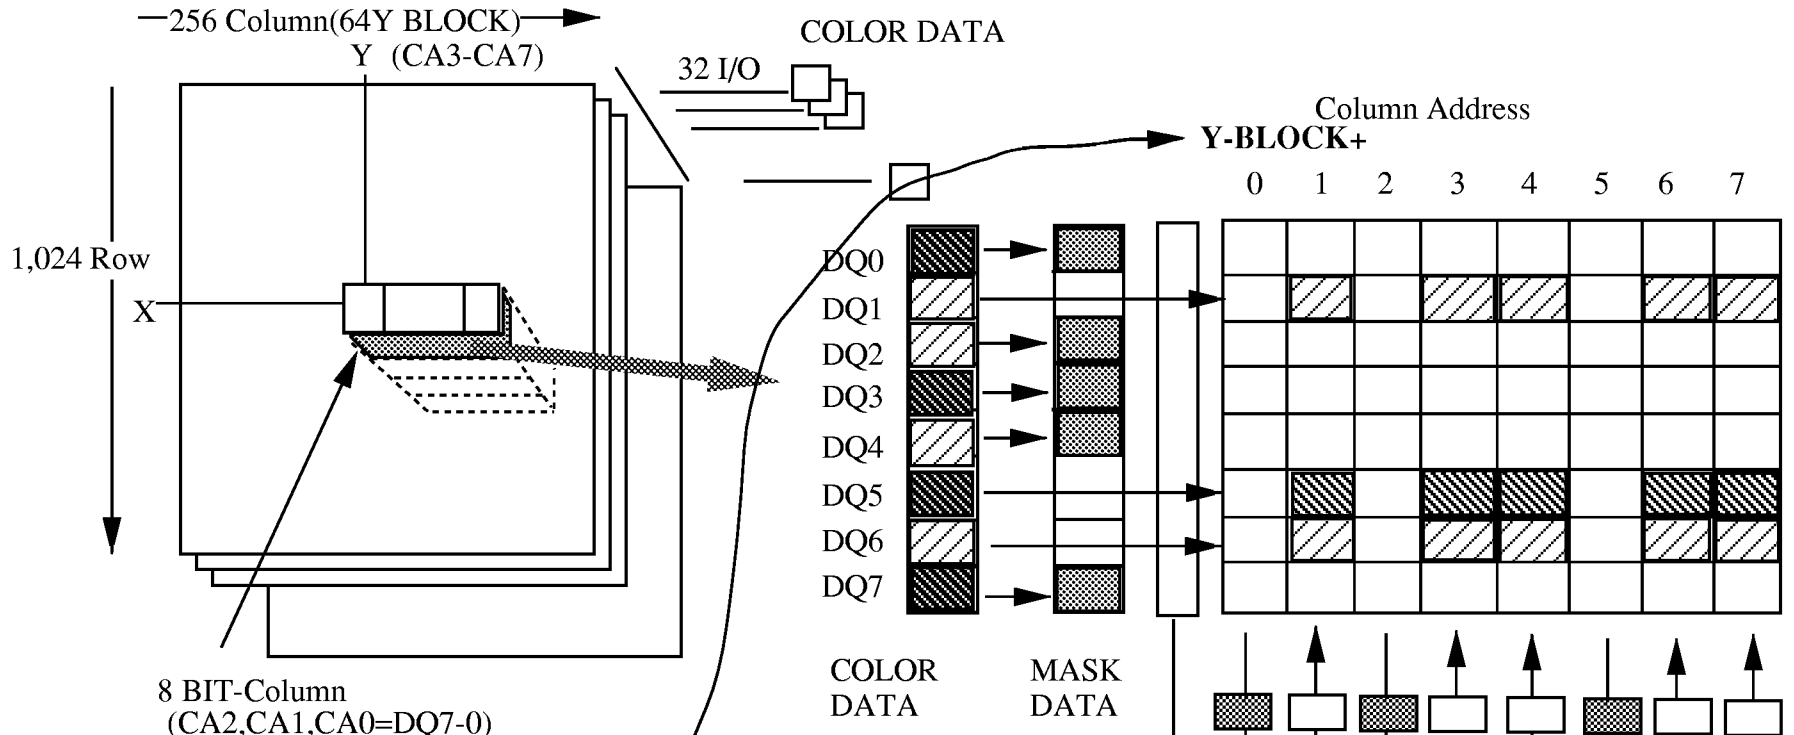 256 Column(64Y BLOCK)
Y (CA3-CA7)
COLOR DATA
32 I/O
Column Address
Y-BLOCK+
0 1 2 3 4 5 6 7
1,024 Row
X
DQ0
DQ1
DQ2
DQ3
DQ4
DQ5
DQ6
DQ7
COLOR
DATA
MASK
DATA
8 BIT-Column
(CA2,CA1,CA0=DQ7-0)